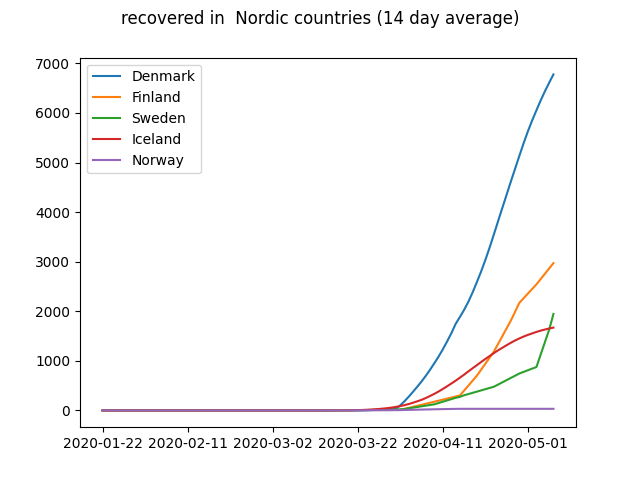 recovered in  Nordic countries (14 day average)
7000
6000
5000
4000
3000
2000
1000
0
Denmark
Finland
Sweden
Iceland
Norway
2020-01-22 2020-02-11 2020-03-02 2020-03-22 2020-04-11 2020-05-01